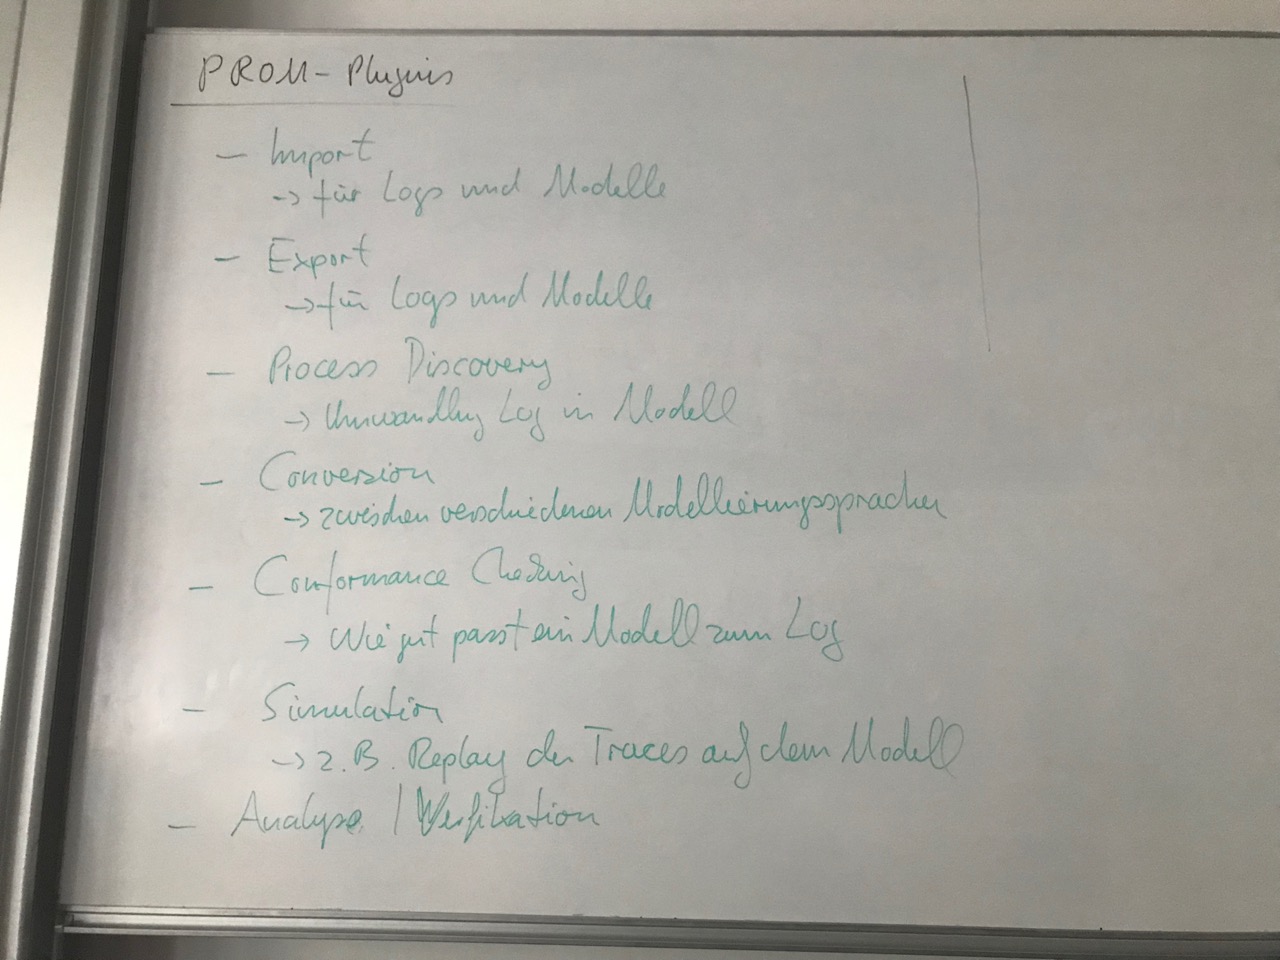 PROM - Plugins
- Import
-> für Logs und Modelle
- Export
-> für Logs und Modelle
- Process Discovery
-> Umwandlung Log in Modell
- Conversion
-> zwischen verschiedenen Modellierungssprachen
- Conformance Checking
-> Wie gut passt ein Modell zum Log
- Simulation
-> z.B. Replay der Traces auf dem Modell
- Analyse / Verifikation